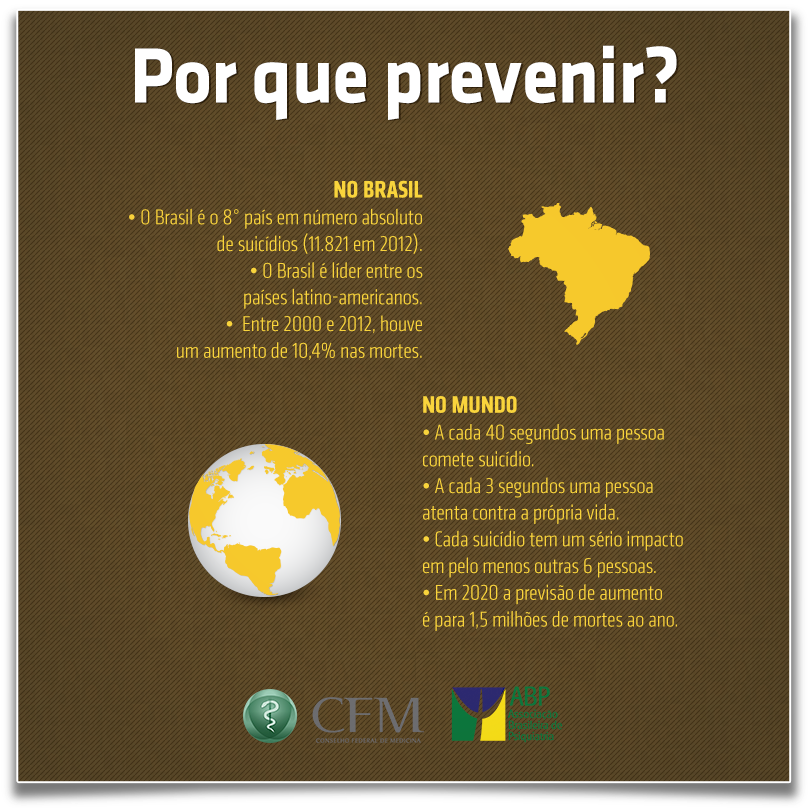 Por que prevenir?
NO BRASIL
• O Brasil é o 8° país em número absoluto
de suicídios (11.821 em 2012).
• O Brasil é líder entre os
países latino-americanos.
• Entre 2000 e 2012, houve
um aumento de 10,4% nas mortes.
NO MUNDO
• A cada 40 segundos uma pessoa
comete suicídio.
• A cada 3 segundos uma pessoa
atenta contra a própria vida.
• Cada suicídio tem um sério impacto
em pelo menos outras 6 pessoas.
• Em 2020 a previsão de aumento
é para 1,5 milhões de mortes ao ano.
CFM
CONSELHO FEDERAL DE MEDICINA
ABP
Associação
Brasileira de
Psiquiatria